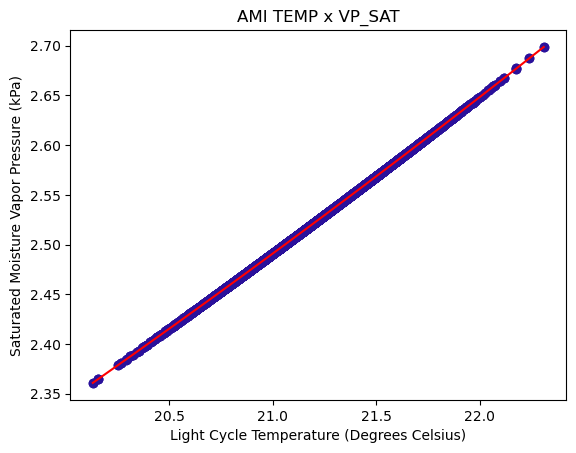 AMI TEMP x VP_SAT
Saturated Moisture Vapor Pressure (kPa)
2.70
2.65
2.60
2.55
2.50
2.45
2.40
2.35
20.5 21.0 21.5 22.0
Light Cycle Temperature (Degrees Celsius)